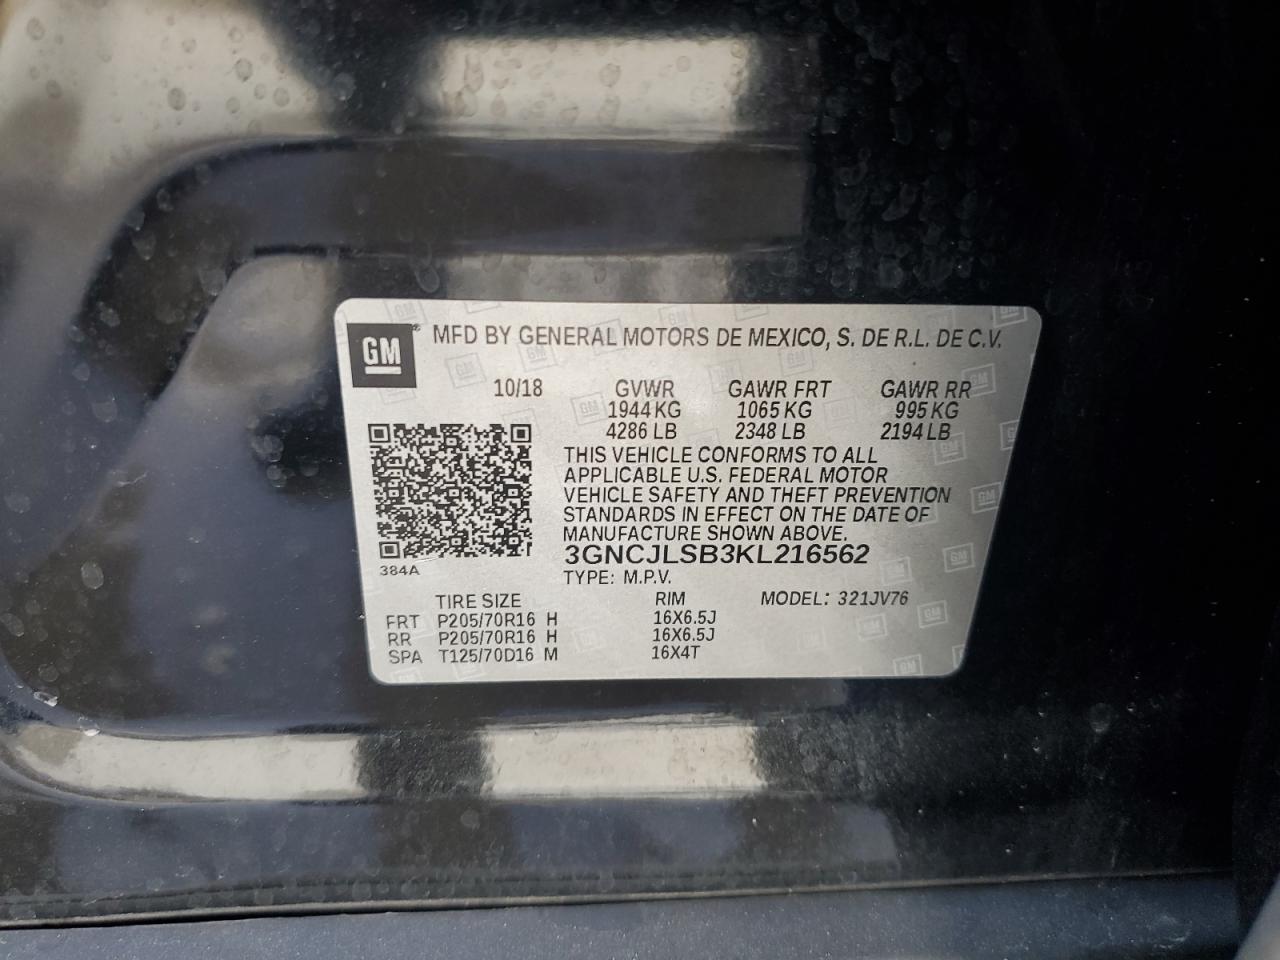 GM ® MFD BY GENERAL MOTORS DE MEXICO, S. DE R.L. DE C.V.
10/18 GVWR GAWR FRT GAWR RR
1944 KG 1065 KG 995 KG
4286 LB 2348 LB 2194 LB
THIS VEHICLE CONFORMS TO ALL
APPLICABLE U.S. FEDERAL MOTOR
VEHICLE SAFETY AND THEFT PREVENTION
STANDARDS IN EFFECT ON THE DATE OF
MANUFACTURE SHOWN ABOVE.
3GNCJLSB3KL216562
384A
TYPE: M.P.V.
TIRE SIZE RIM MODEL: 321JV76
FRT P205/70R16 H 16X6.5J
RR P205/70R16 H 16X6.5J
SPA T125/70D16 M 16X4T